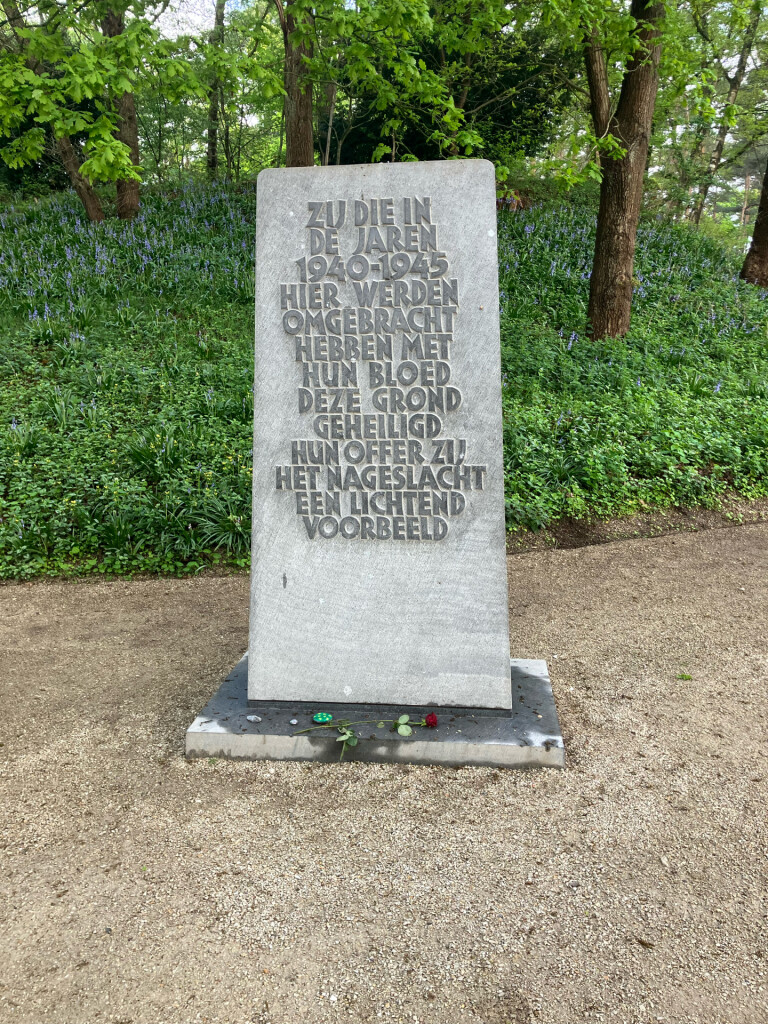 ZIJ DIE IN
DE JAREN
1940-1945
HIER WERDEN
OMGEBRACHT
HEBBEN MET
HUN BLOED
DEZE GROND
GEHEILIGD
HUN OFFER ZIJ
HET NAGESLACHT
EEN LICHTEND
VOORBEELD